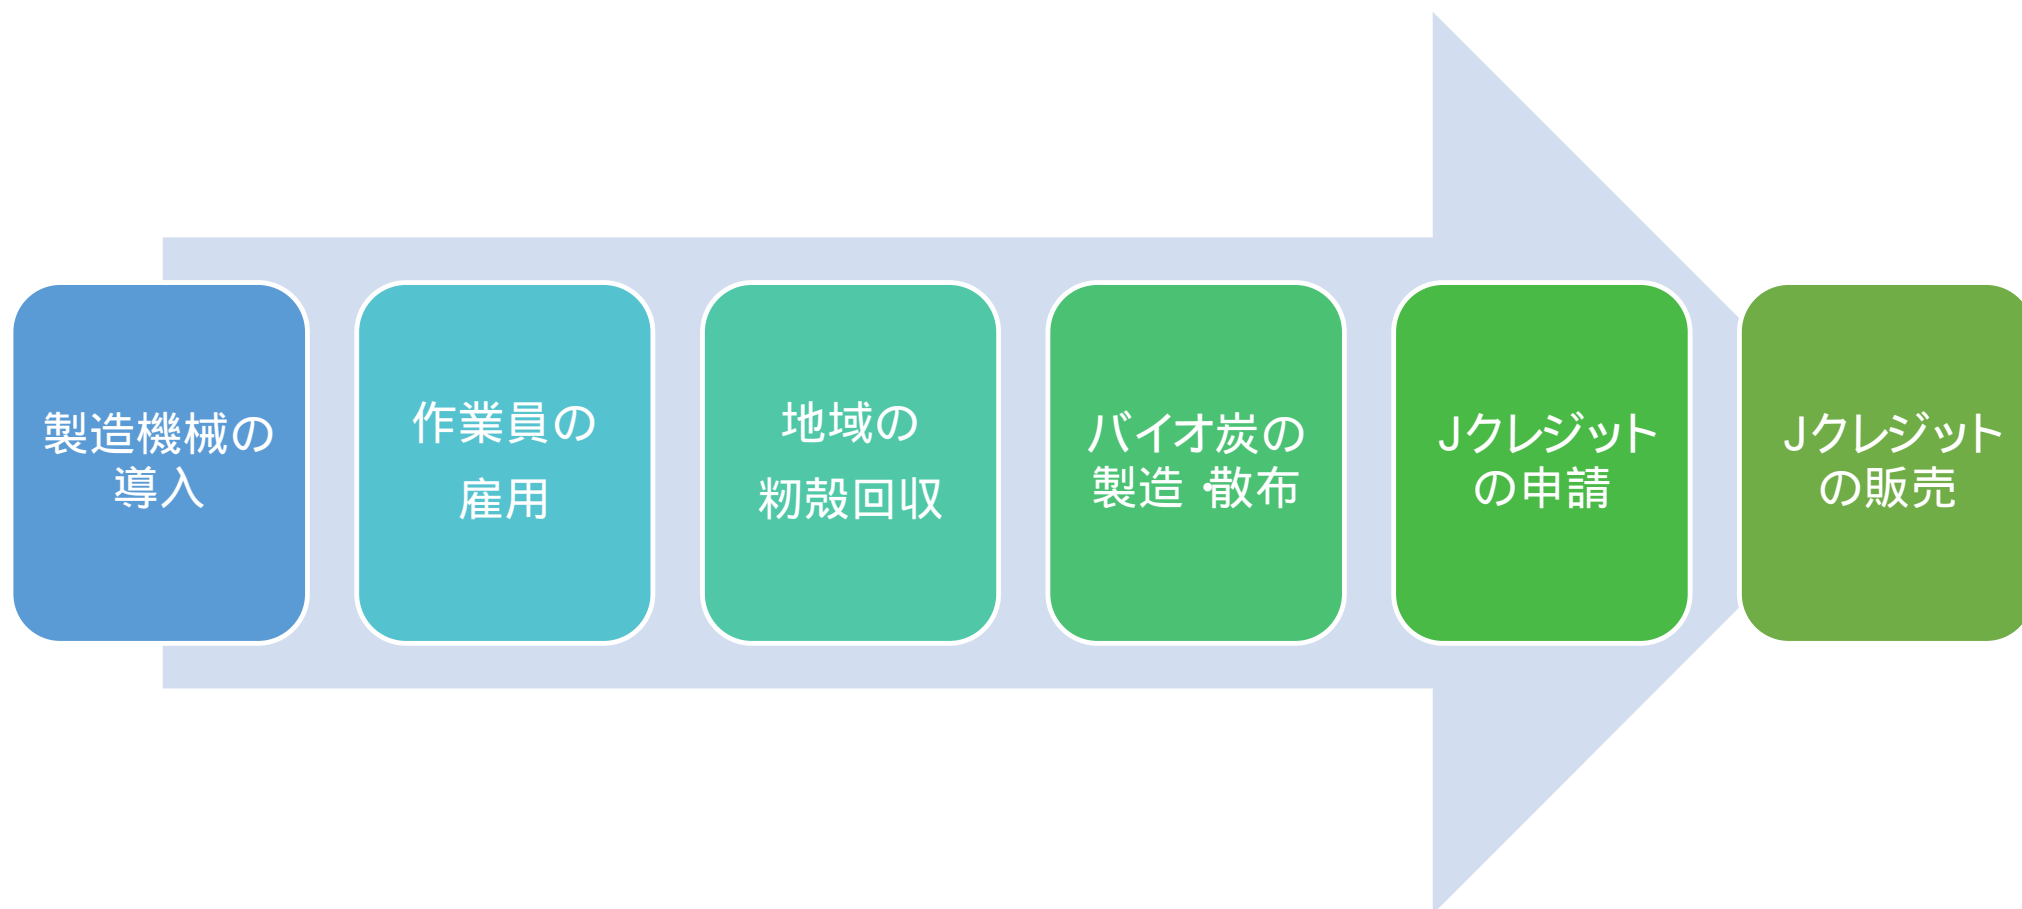 製造機械の
導入
作業員の
雇用
地域の
籾殻回収
バイオ炭の
製造・散布
Jクレジット
の申請
Jクレジット
の販売